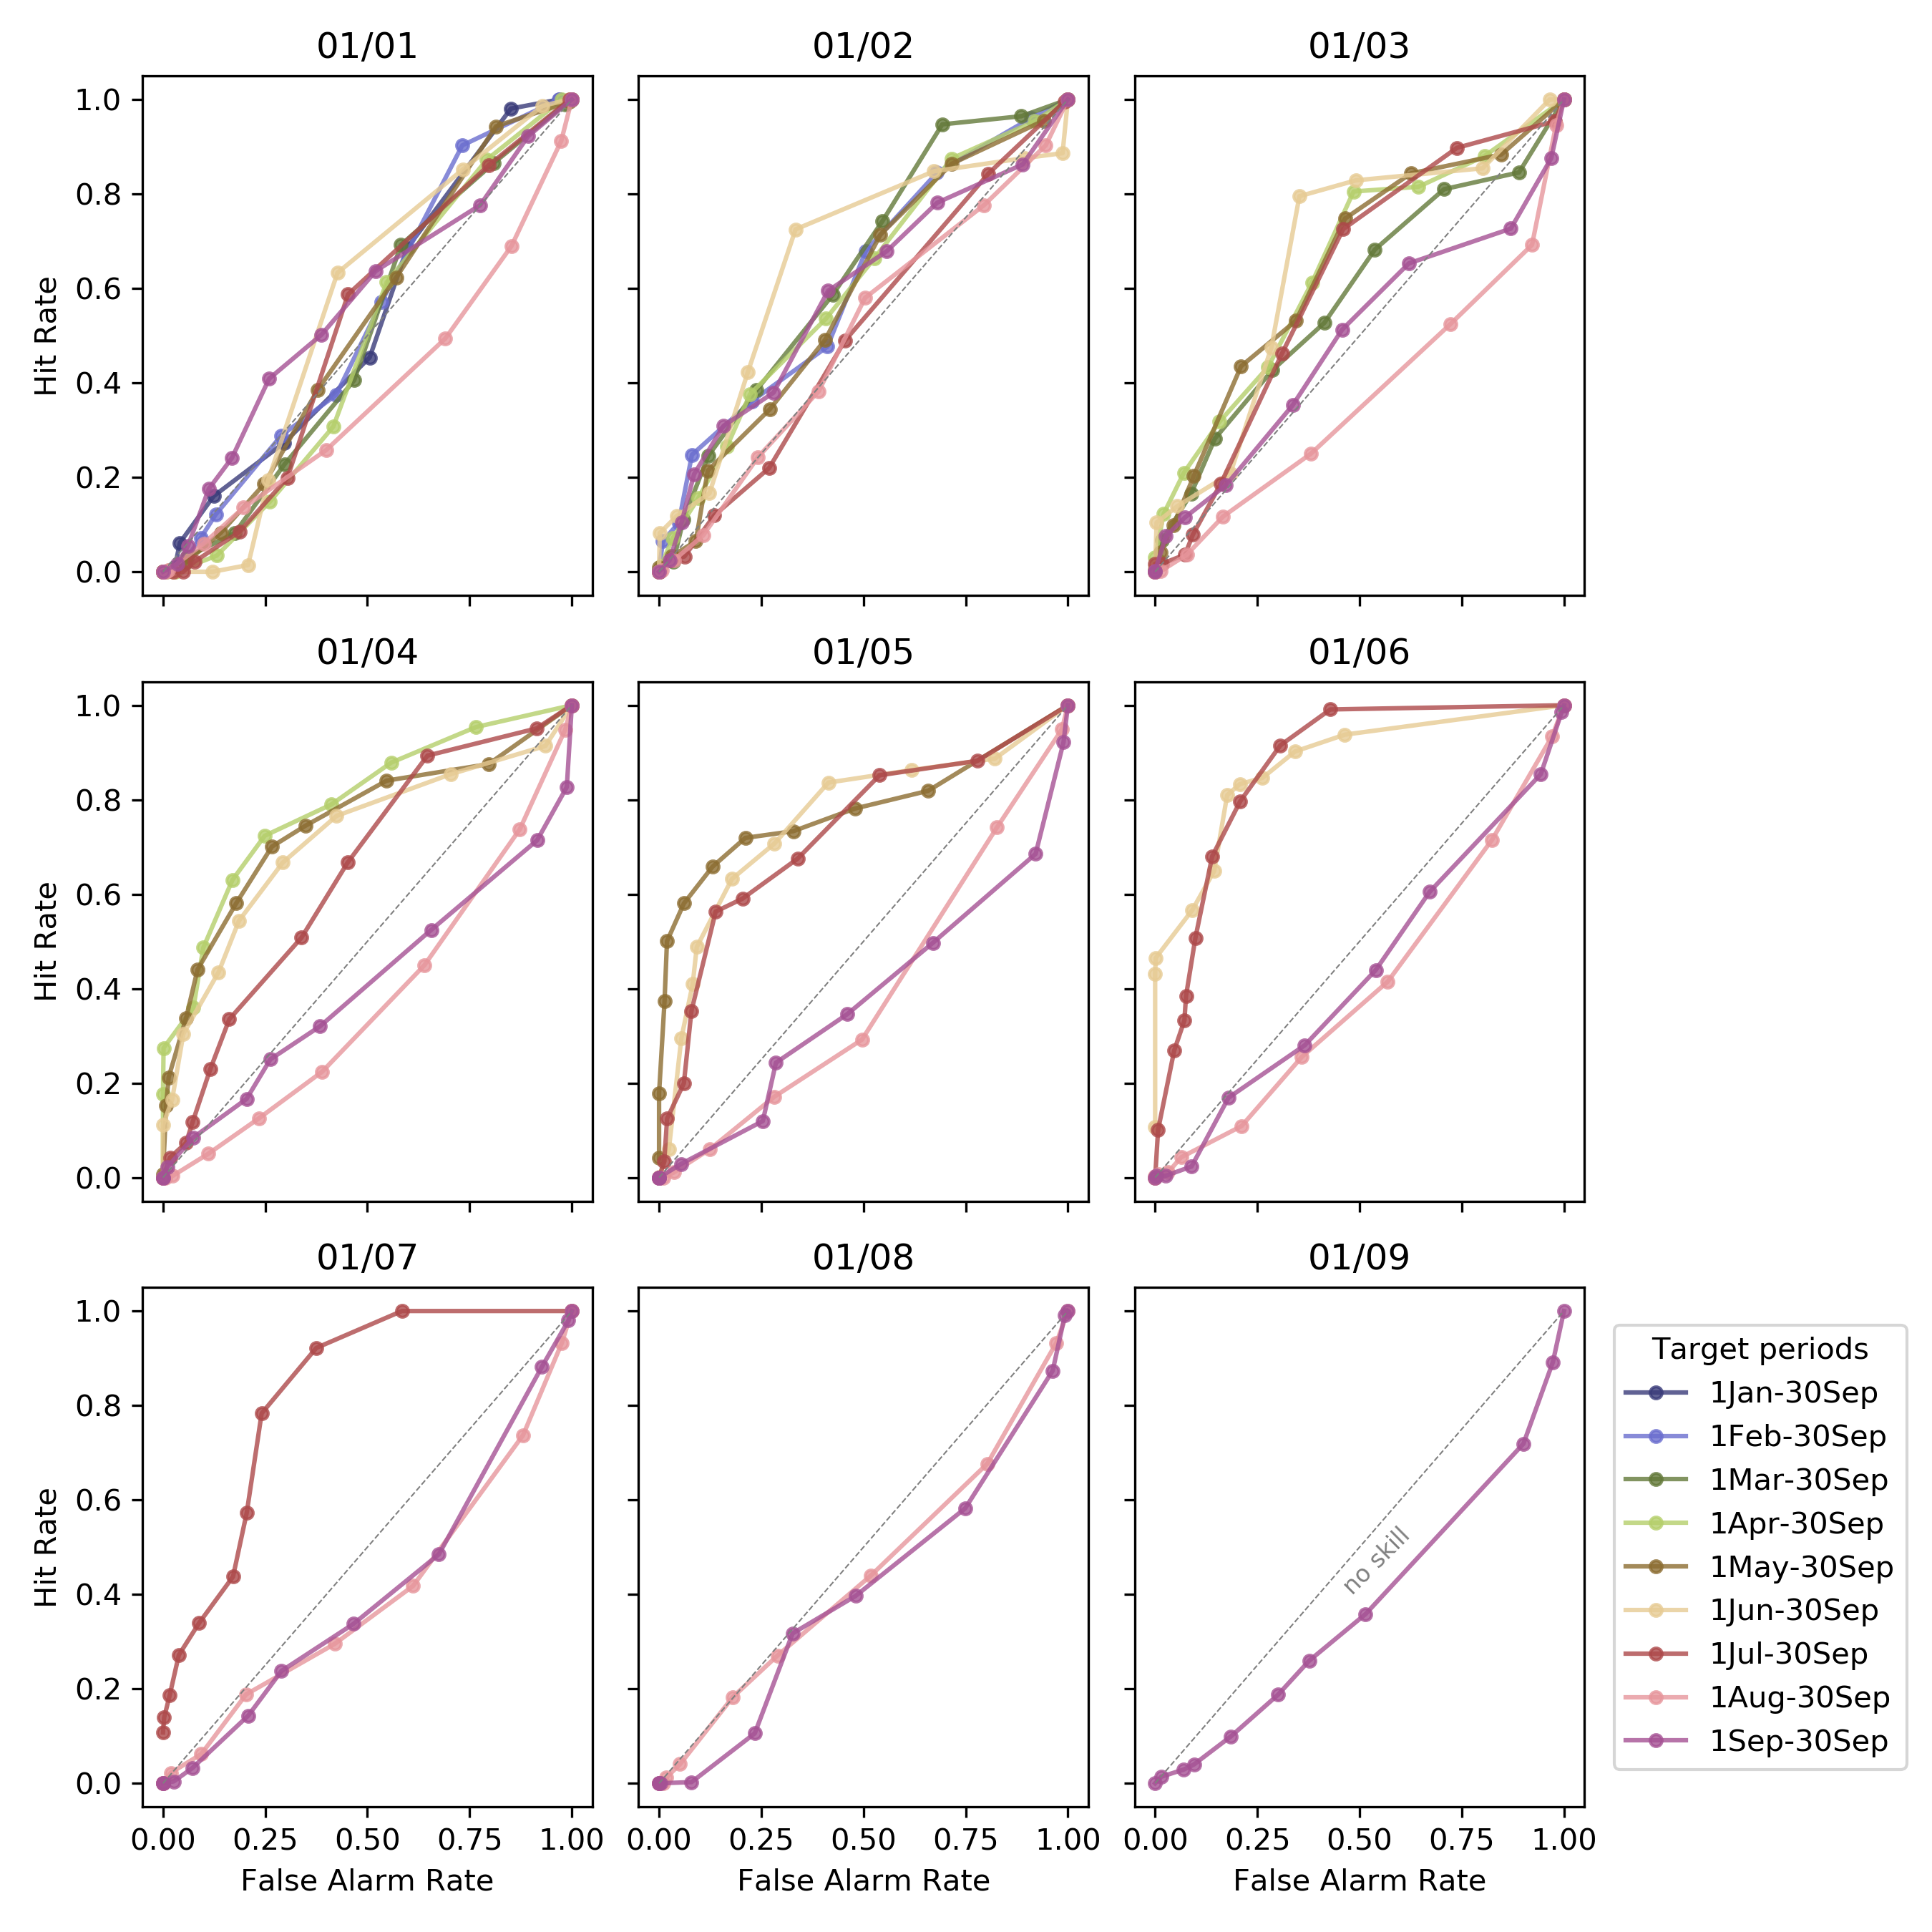 01/01
01/02
01/03
Hit Rate
1.0
0.8
0.6
0.4
0.2
0.0
01/04
01/05
01/06
Hit Rate
1.0
0.8
0.6
0.4
0.2
0.0
01/07
01/08
01/09
Hit Rate
1.0
0.8
0.6
0.4
0.2
0.0
no skill
0.00 0.25 0.50 0.75 1.00
0.00 0.25 0.50 0.75 1.00
0.00 0.25 0.50 0.75 1.00
False Alarm Rate
False Alarm Rate
False Alarm Rate
Target periods
1Jan-30Sep
1Feb-30Sep
1Mar-30Sep
1Apr-30Sep
1May-30Sep
1Jun-30Sep
1Jul-30Sep
1Aug-30Sep
1Sep-30Sep